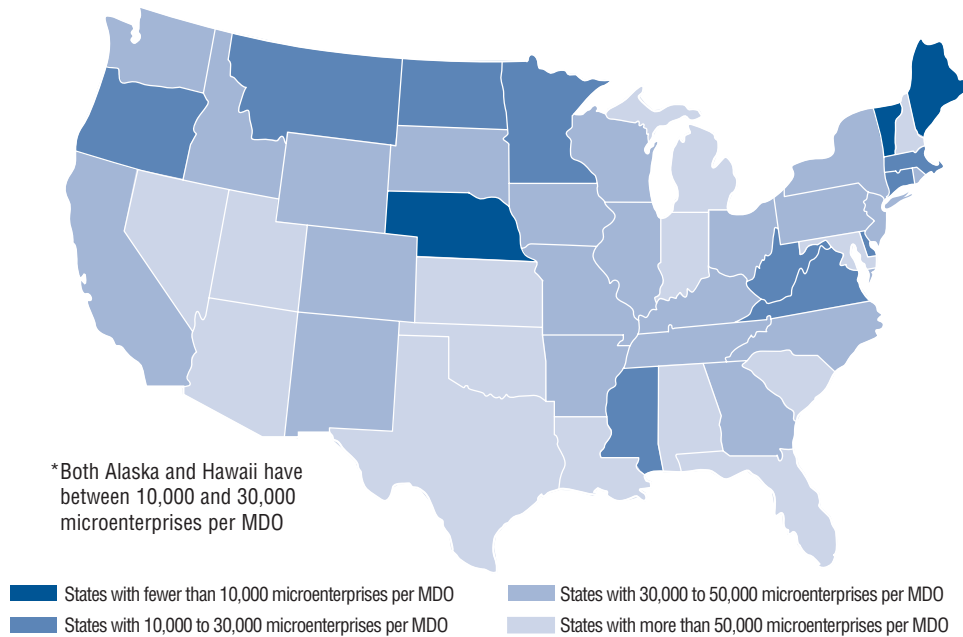 *Both Alaska and Hawaii have
between 10,000 and 30,000
microenterprises per MDO
States with fewer than 10,000 microenterprises per MDO
States with 10,000 to 30,000 microenterprises per MDO
States with 30,000 to 50,000 microenterprises per MDO
States with more than 50,000 microenterprises per MDO